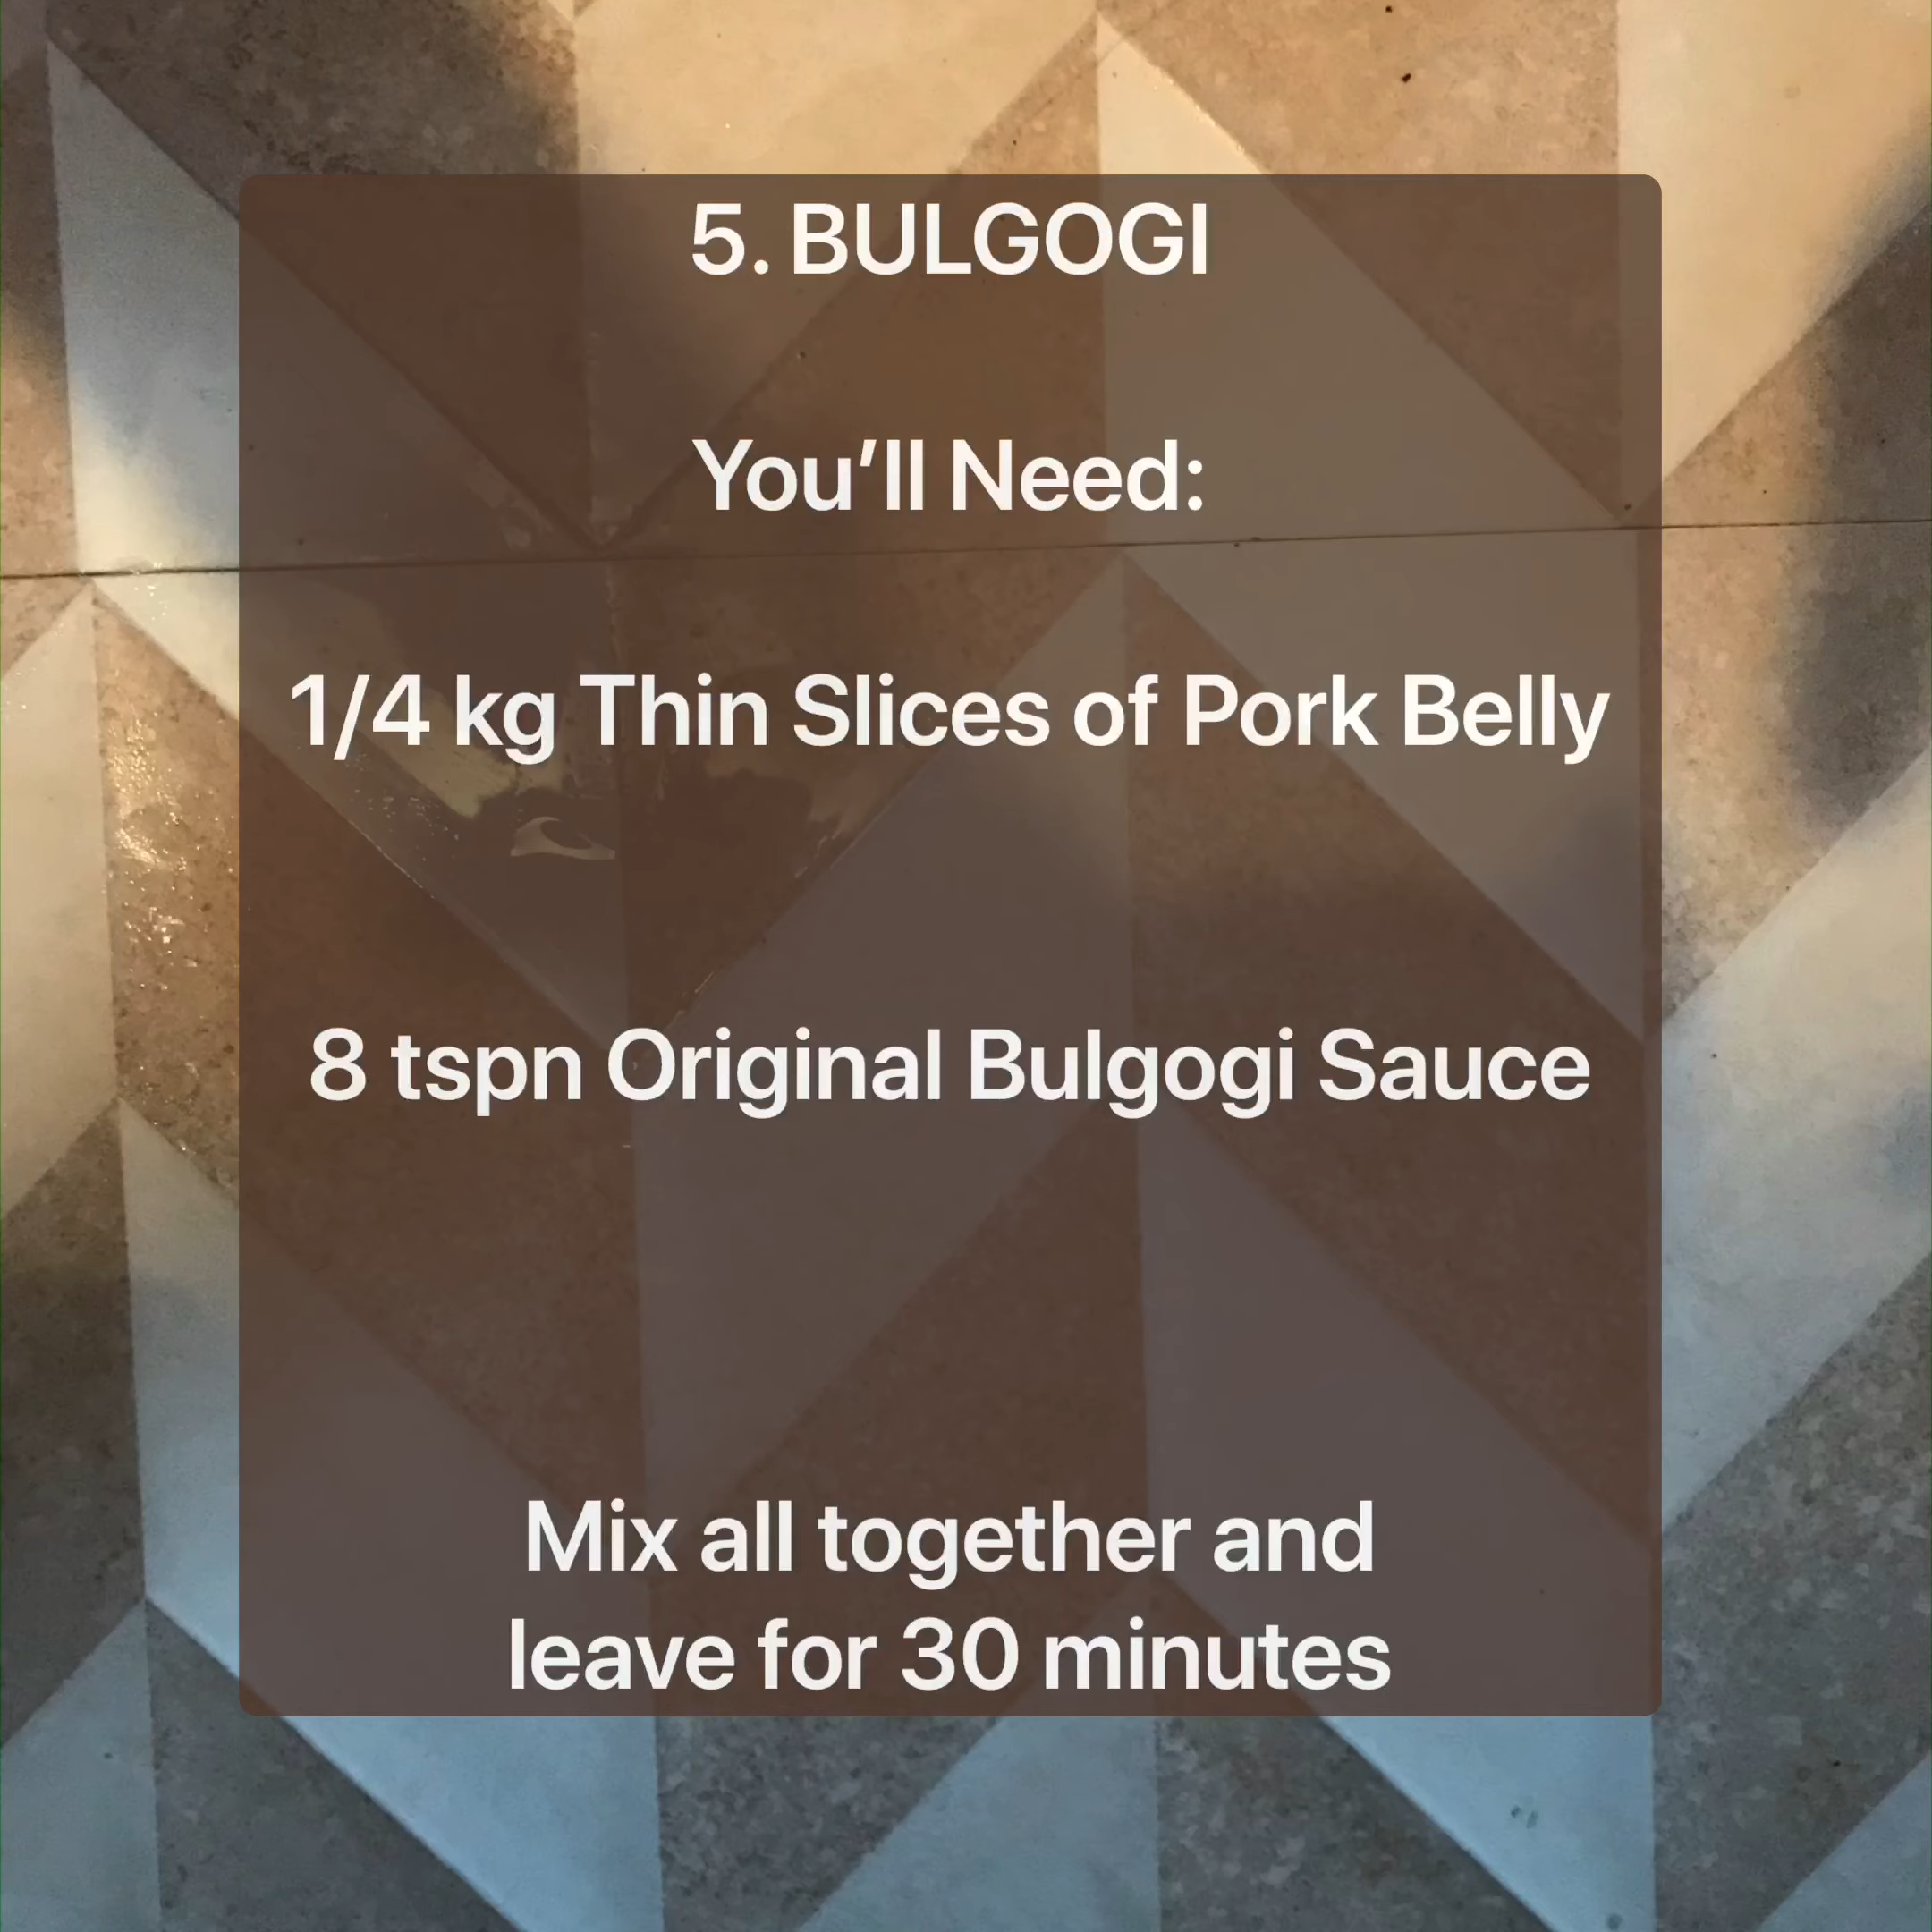 5. BULGOGI
You’ll Need:
1/4 kg Thin Slices of Pork Belly
8 tspn Original Bulgogi Sauce
Mix all together and
leave for 30 minutes